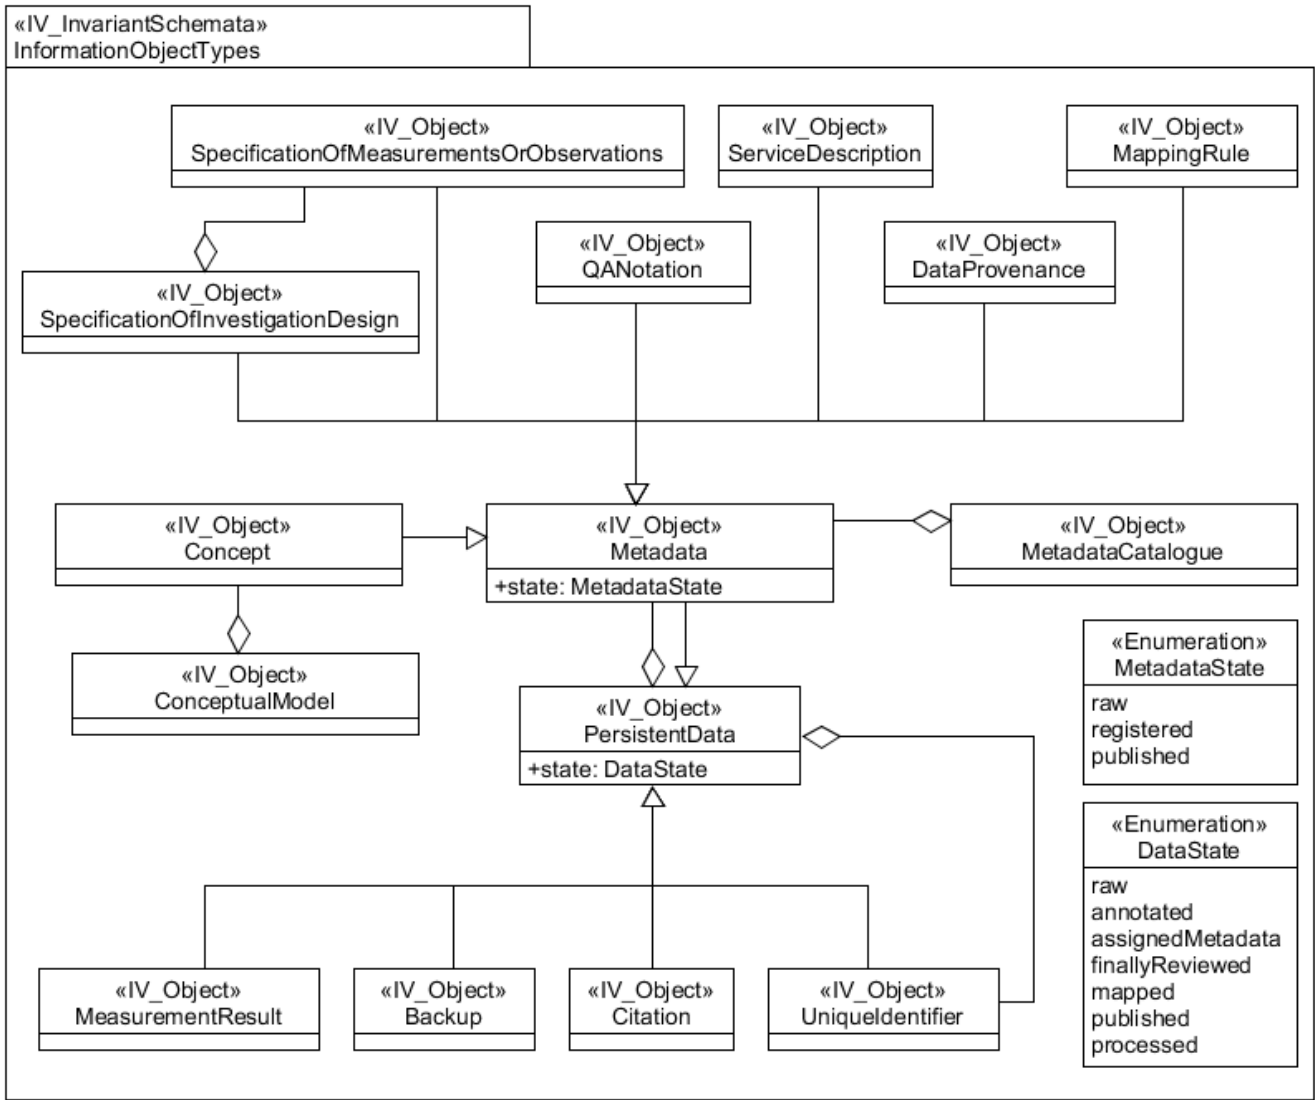 «IV_InvariantSchemata»
InformationObjectTypes
«IV_Object»
SpecificationOfMeasurementsOrObservations
«IV_Object»
ServiceDescription
«IV_Object»
MappingRule
«IV_Object»
QANotation
«IV_Object»
DataProvenance
«IV_Object»
SpecificationOfInvestigationDesign
«IV_Object»
Concept
«IV_Object»
Metadata
+state: MetadataState
«IV_Object»
MetadataCatalogue
«IV_Object»
ConceptualModel
«IV_Object»
PersistentData
+state: DataState
«Enumeration»
MetadataState
raw
registered
published
«Enumeration»
DataState
raw
annotated
assignedMetadata
finallyReviewed
mapped
published
processed
«IV_Object»
MeasurementResult
«IV_Object»
Backup
«IV_Object»
Citation
«IV_Object»
UniqueIdentifier